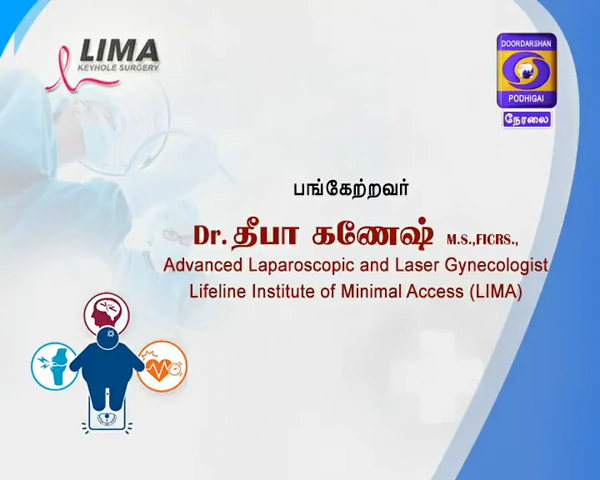 LIMA
KEYHOLE SURGERY
DOORDARSHAN
PODHIGAI
நேரலை
பங்கேற்றவர்
Dr. தீபா கணேஷ் M.S.,FICRS.,
Advanced Laparoscopic and Laser Gynecologist
Lifeline Institute of Minimal Access (LIMA)